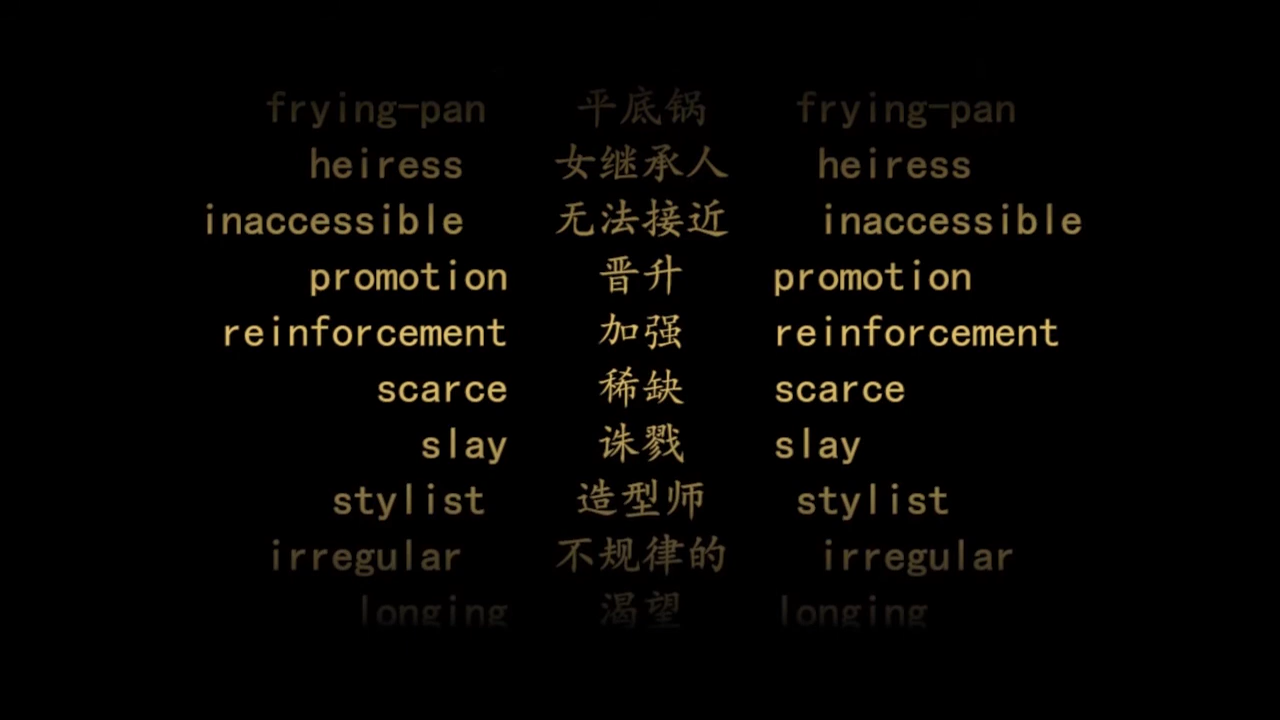 frying-pan 平底锅 frying-pan
heiress 女继承人 heiress
inaccessible 无法接近 inaccessible
promotion 晋升 promotion
reinforcement 加强 reinforcement
scarce 稀缺 scarce
slay 诛戮 slay
stylist 造型师 stylist
irregular 不规律的 irregular
longing 渴望 longing